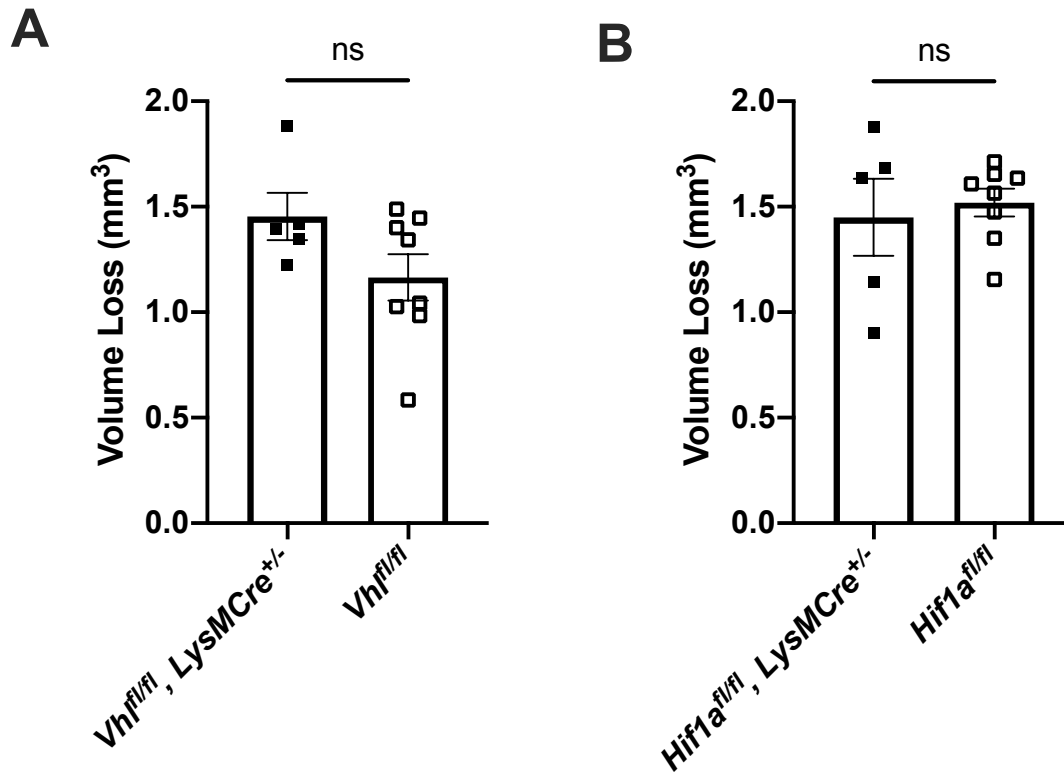 A
ns
Volume Loss (mm³)
2.0
1.5
1.0
0.5
0.0
Vhlᶠˡ/ᶠˡ, LysMCre⁺/⁻
Vhlᶠˡ/ᶠˡ
B
ns
Volume Loss (mm³)
2.0
1.5
1.0
0.5
0.0
Hif1aᶠˡ/ᶠˡ, LysMCre⁺/⁻
Hif1aᶠˡ/ᶠˡ